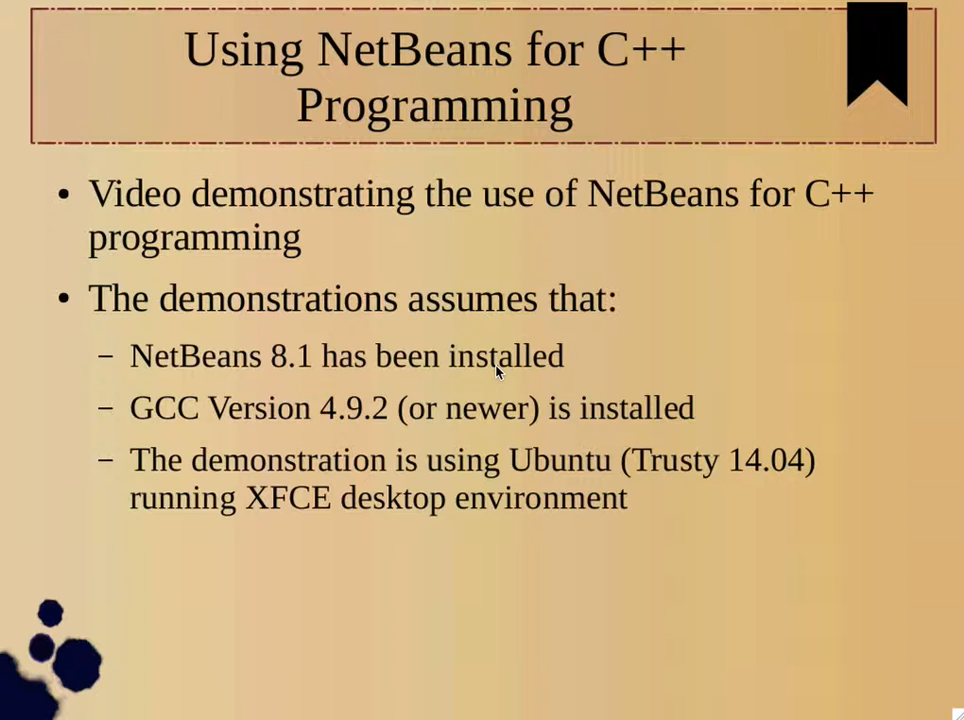 Using NetBeans for C++
Programming
• Video demonstrating the use of NetBeans for C++
programming
• The demonstrations assumes that:
– NetBeans 8.1 has been installed
– GCC Version 4.9.2 (or newer) is installed
– The demonstration is using Ubuntu (Trusty 14.04)
running XFCE desktop environment